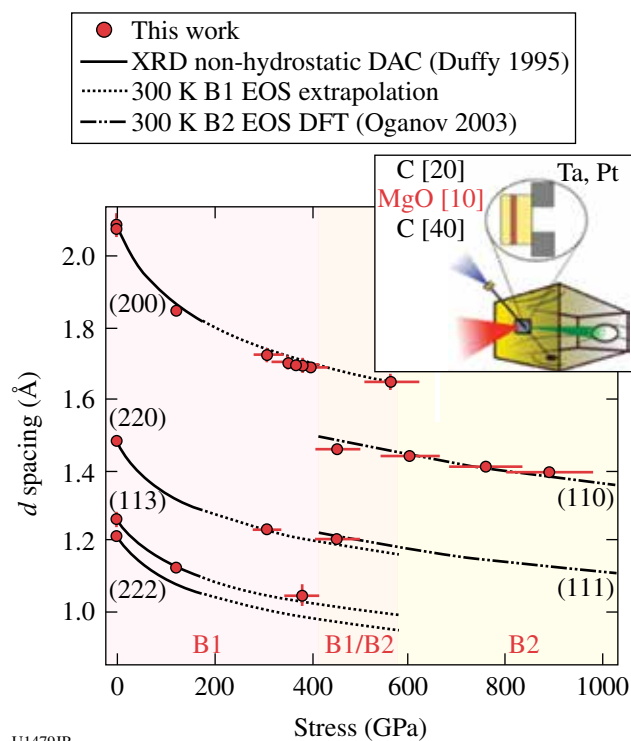 This work
XRD non-hydrostatic DAC (Duffy 1995)
300 K B1 EOS extrapolation
300 K B2 EOS DFT (Oganov 2003)
C [20]
Ta, Pt
MgO [10]
C [40]
2.0
1.8
1.6
1.4
1.2
1.0
d spacing (Å)
(200)
(220)
(113)
(222)
(110)
(111)
B1
B1/B2
B2
0
200
400
600
800
1000
Stress (GPa)